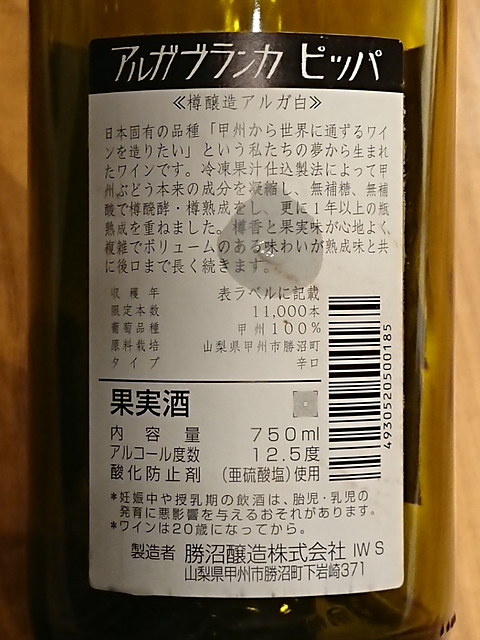 アルガブランカ ピッパ
≪樽醸造アルガ白≫
日本固有の品種「甲州から世界に通ずるワイ
ンを造りたい」という私たちの夢から生まれ
たワインです。冷凍果汁仕込製法によって甲
州ぶどう本来の成分を凝縮し、無補糖、無補
酸で樽醗酵・樽熟成をし、更に1年以上の瓶
熟成を重ねました。樽香と果実味が心地よく、
複雑でボリュームのある味わいが熟成味と共
に後口まで長く続きます。
収穫年 表ラベルに記載
限定本数 11,000本
葡萄品種 甲州100%
原料栽培 山梨県甲州市勝沼町
タイプ 辛口
果実酒
内容量 750ml
アルコール度数 12.5度
酸化防止剤 (亜硫酸塩)使用
4930520500185
*妊娠中や授乳期の飲酒は、胎児・乳児の
発育に悪影響を与えるおそれがあります。
*ワインは20歳になってから。
製造者 勝沼醸造株式会社 IWS
山梨県甲州市勝沼町下岩崎371